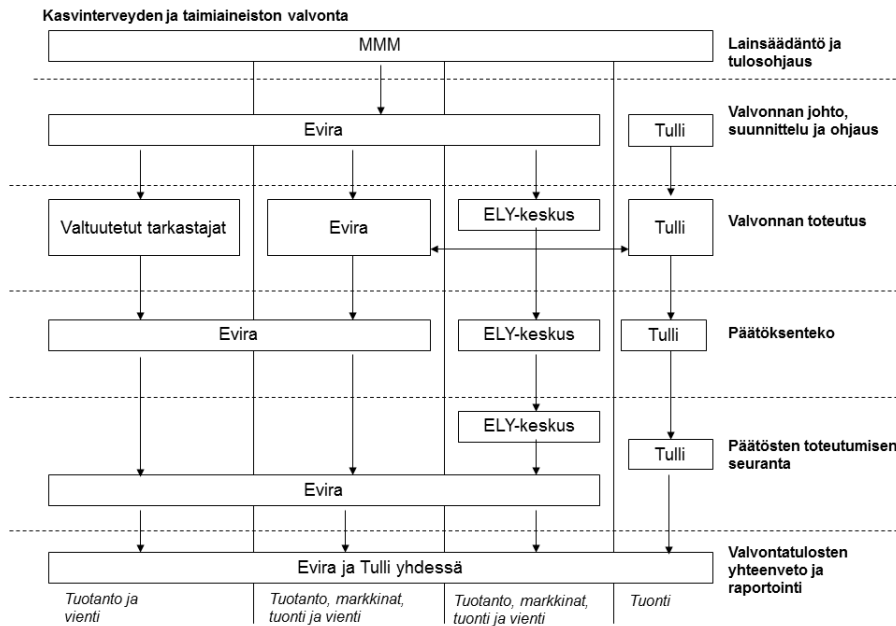 Kasvinterveyden ja taimiaineiston valvonta
MMM
Lainsäädäntö ja
tulosohjaus
Evira
Tulli
Valvonnan johto,
suunnittelu ja ohjaus
Valtuutetut tarkastajat
Evira
ELY-keskus
Tulli
Valvonnan toteutus
Evira
ELY-keskus
Tulli
Päätöksenteko
ELY-keskus
Tulli
Päätösten toteutumisen
seuranta
Evira
Evira ja Tulli yhdessä
Valvontatulosten
yhteenveto ja
raportointi
Tuotanto ja
vienti
Tuotanto, markkinat,
tuonti ja vienti
Tuotanto, markkinat,
tuonti ja vienti
Tuonti